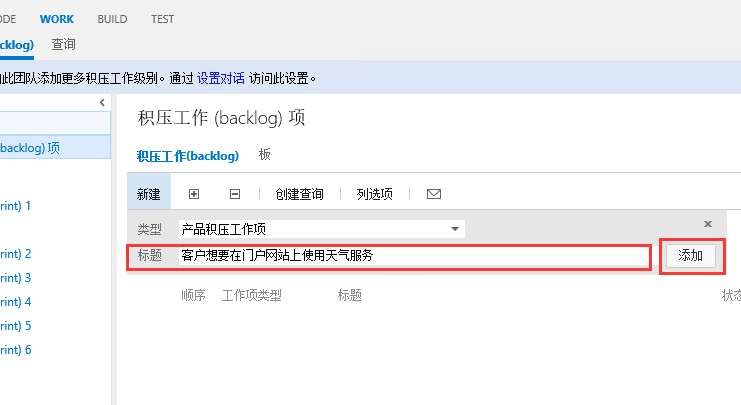 ODE WORK BUILD TEST
cklog) 查询
此团队添加更多积压工作级别。通过 设置对话 访问此设置。
积压工作 (backlog) 项
backlog) 项
积压工作(backlog) 板
新建 创建查询 列选项
rint) 1
类型 产品积压工作项
标题 客户想要在门户网站上使用天气服务 添加
rint) 2
rint) 3
顺序 工作项类型 标题 状态
rint) 4
rint) 5
rint) 6